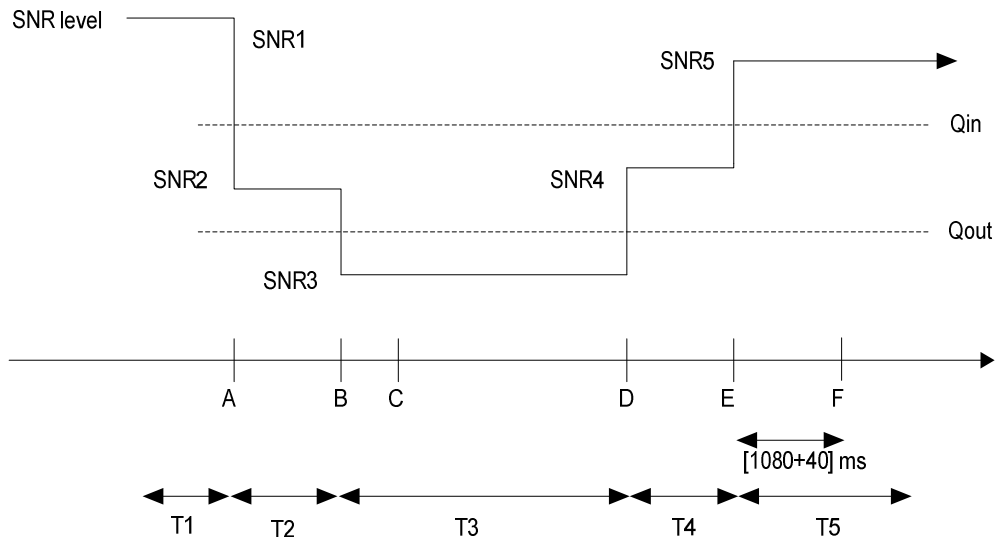 SNR level
SNR1
SNR5
Qin
SNR2
SNR4
Qout
SNR3
A
B
C
D
E
F
[1080+40] ms
T1
T2
T3
T4
T5